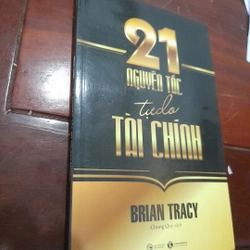 21
NGUYÊN TẮC
tự do
TÀI CHÍNH
BRIAN TRACY